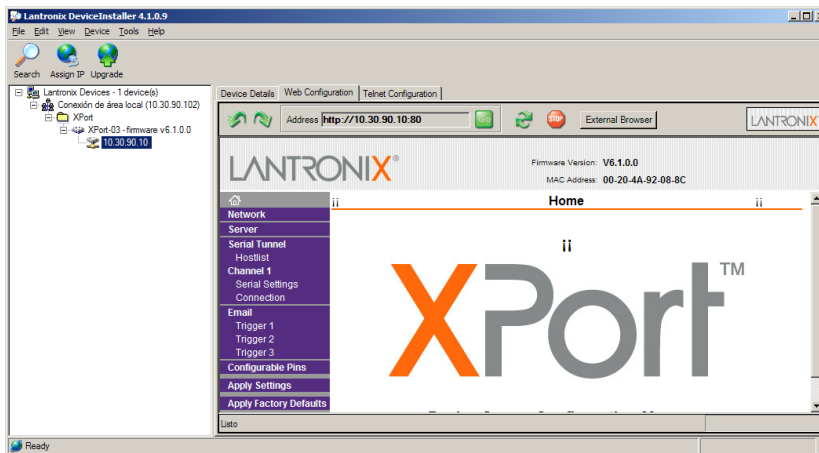 Lantronix DeviceInstaller 4.1.0.9
File Edit View Device Tools Help
Search Assign IP Upgrade
Lantronix Devices - 1 device(s)
Conexión de área local (10.30.90.102)
XPort
XPort-03 - firmware v6.1.0.0
10.30.90.10
Device Details Web Configuration Telnet Configuration
Address http://10.30.90.10:80 Go STOP External Browser LANTRONIX
LANTRONIX®
Firmware Version: V6.1.0.0
MAC Address: 00-20-4A-92-08-8C
Network
Server
Serial Tunnel
Hostlist
Channel 1
Serial Settings
Connection
Email
Trigger 1
Trigger 2
Trigger 3
Configurable Pins
Apply Settings
Apply Factory Defaults
¡¡ Home ¡¡
¡¡
XPort™
Listo
Ready